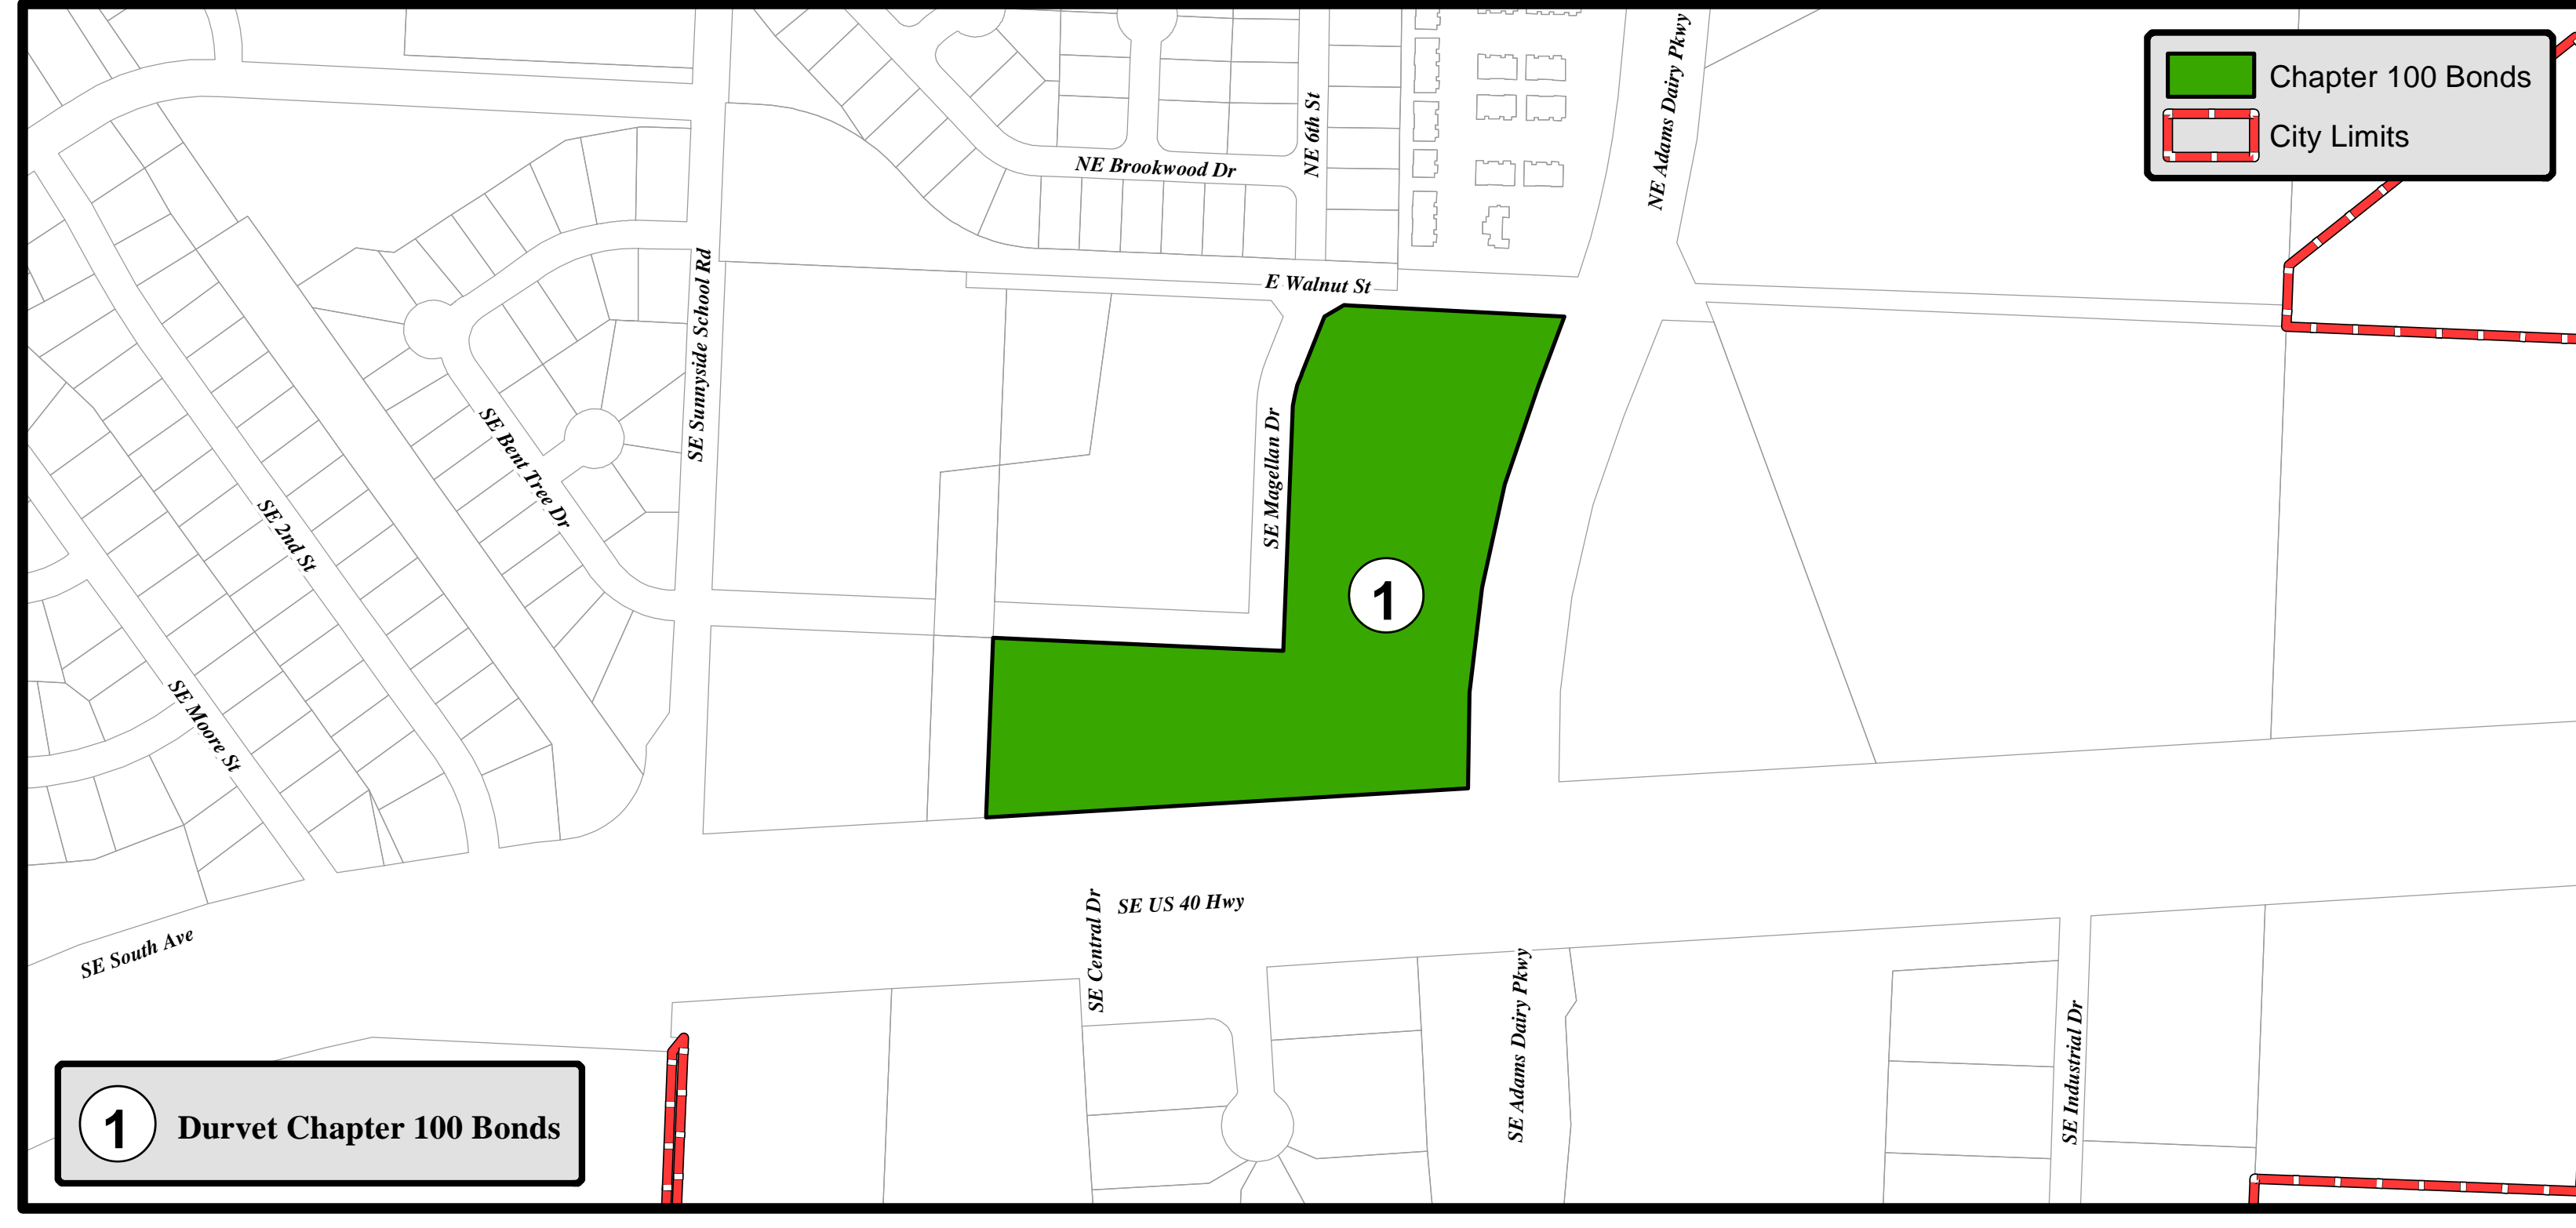 Chapter 100 Bonds
City Limits
NE Adams Dairy Pkwy
NE 6th St
NE Brookwood Dr
E Walnut St
SE Sunnyside School Rd
SE Magellan Dr
SE Bent Tree Dr
SE 2nd St
1
SE Moore St
SE Central Dr
SE US 40 Hwy
SE South Ave
SE Adams Dairy Pkwy
SE Industrial Dr
1 Durvet Chapter 100 Bonds